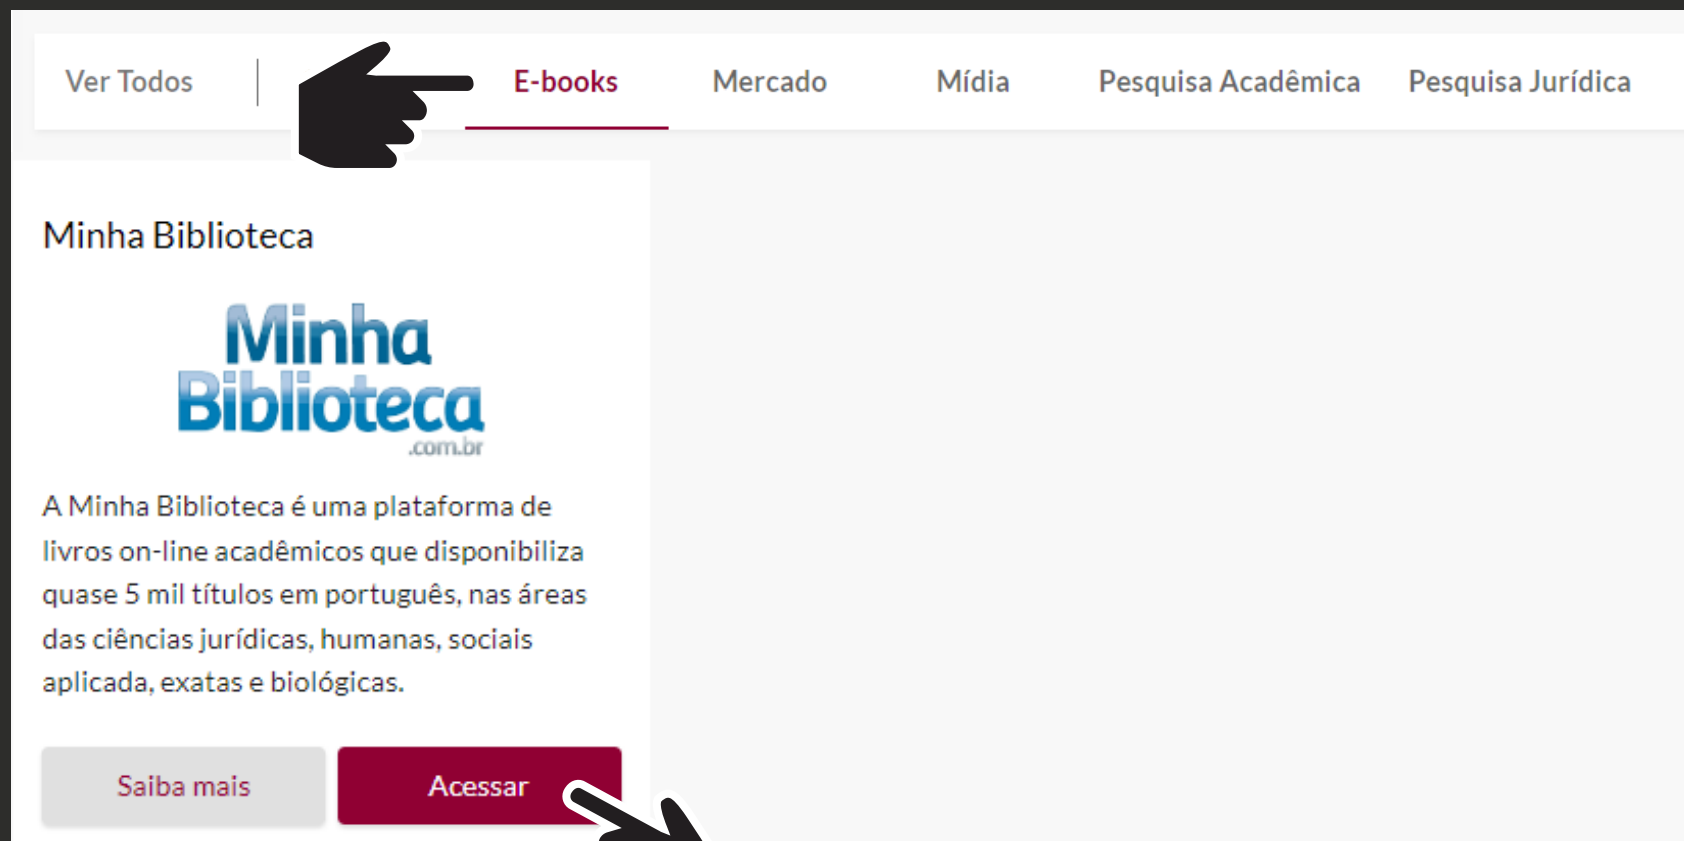 Ver Todos
E-books
Mercado
Mídia
Pesquisa Acadêmica
Pesquisa Jurídica
Minha Biblioteca
Minha
Biblioteca
.com.br
A Minha Biblioteca é uma plataforma de
livros on-line acadêmicos que disponibiliza
quase 5 mil títulos em português, nas áreas
das ciências jurídicas, humanas, sociais
aplicada, exatas e biológicas.
Saiba mais
Acessar